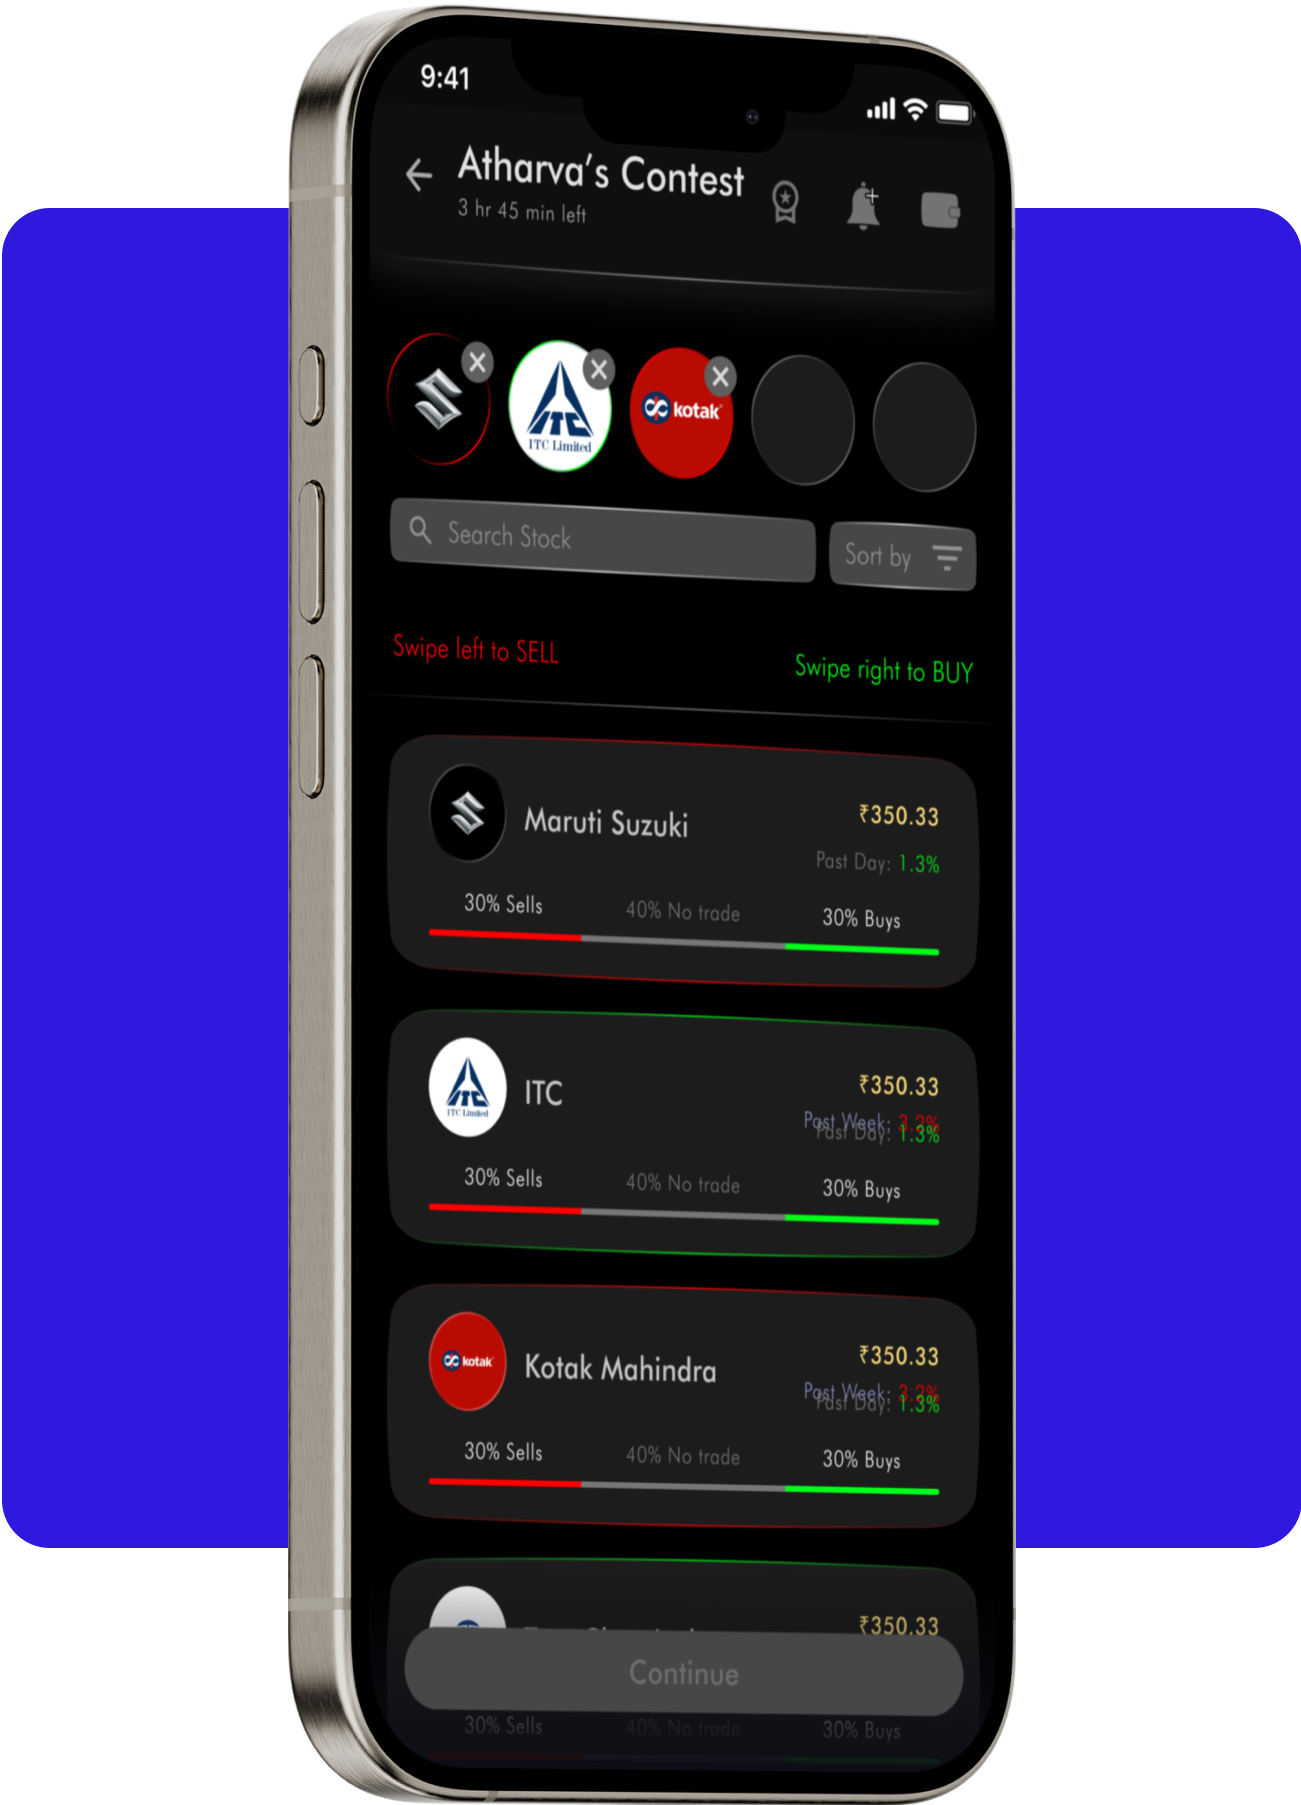 9:41
Atharva's Contest
3 hr 45 min left
ITC
ITC Limited
kotak
Search Stock
Sort by
Swipe left to SELL
Swipe right to BUY
Maruti Suzuki
₹350.33
Past Day: 1.3%
30% Sells
40% No trade
30% Buys
ITC
ITC Limited
ITC
₹350.33
Past Week: 3.2%
Past Day: 1.3%
30% Sells
40% No trade
30% Buys
kotak
Kotak Mahindra
₹350.33
Past Week: 3.2%
Past Day: 1.3%
30% Sells
40% No trade
30% Buys
₹350.33
Continue
30% Sells
40% No trade
30% Buys